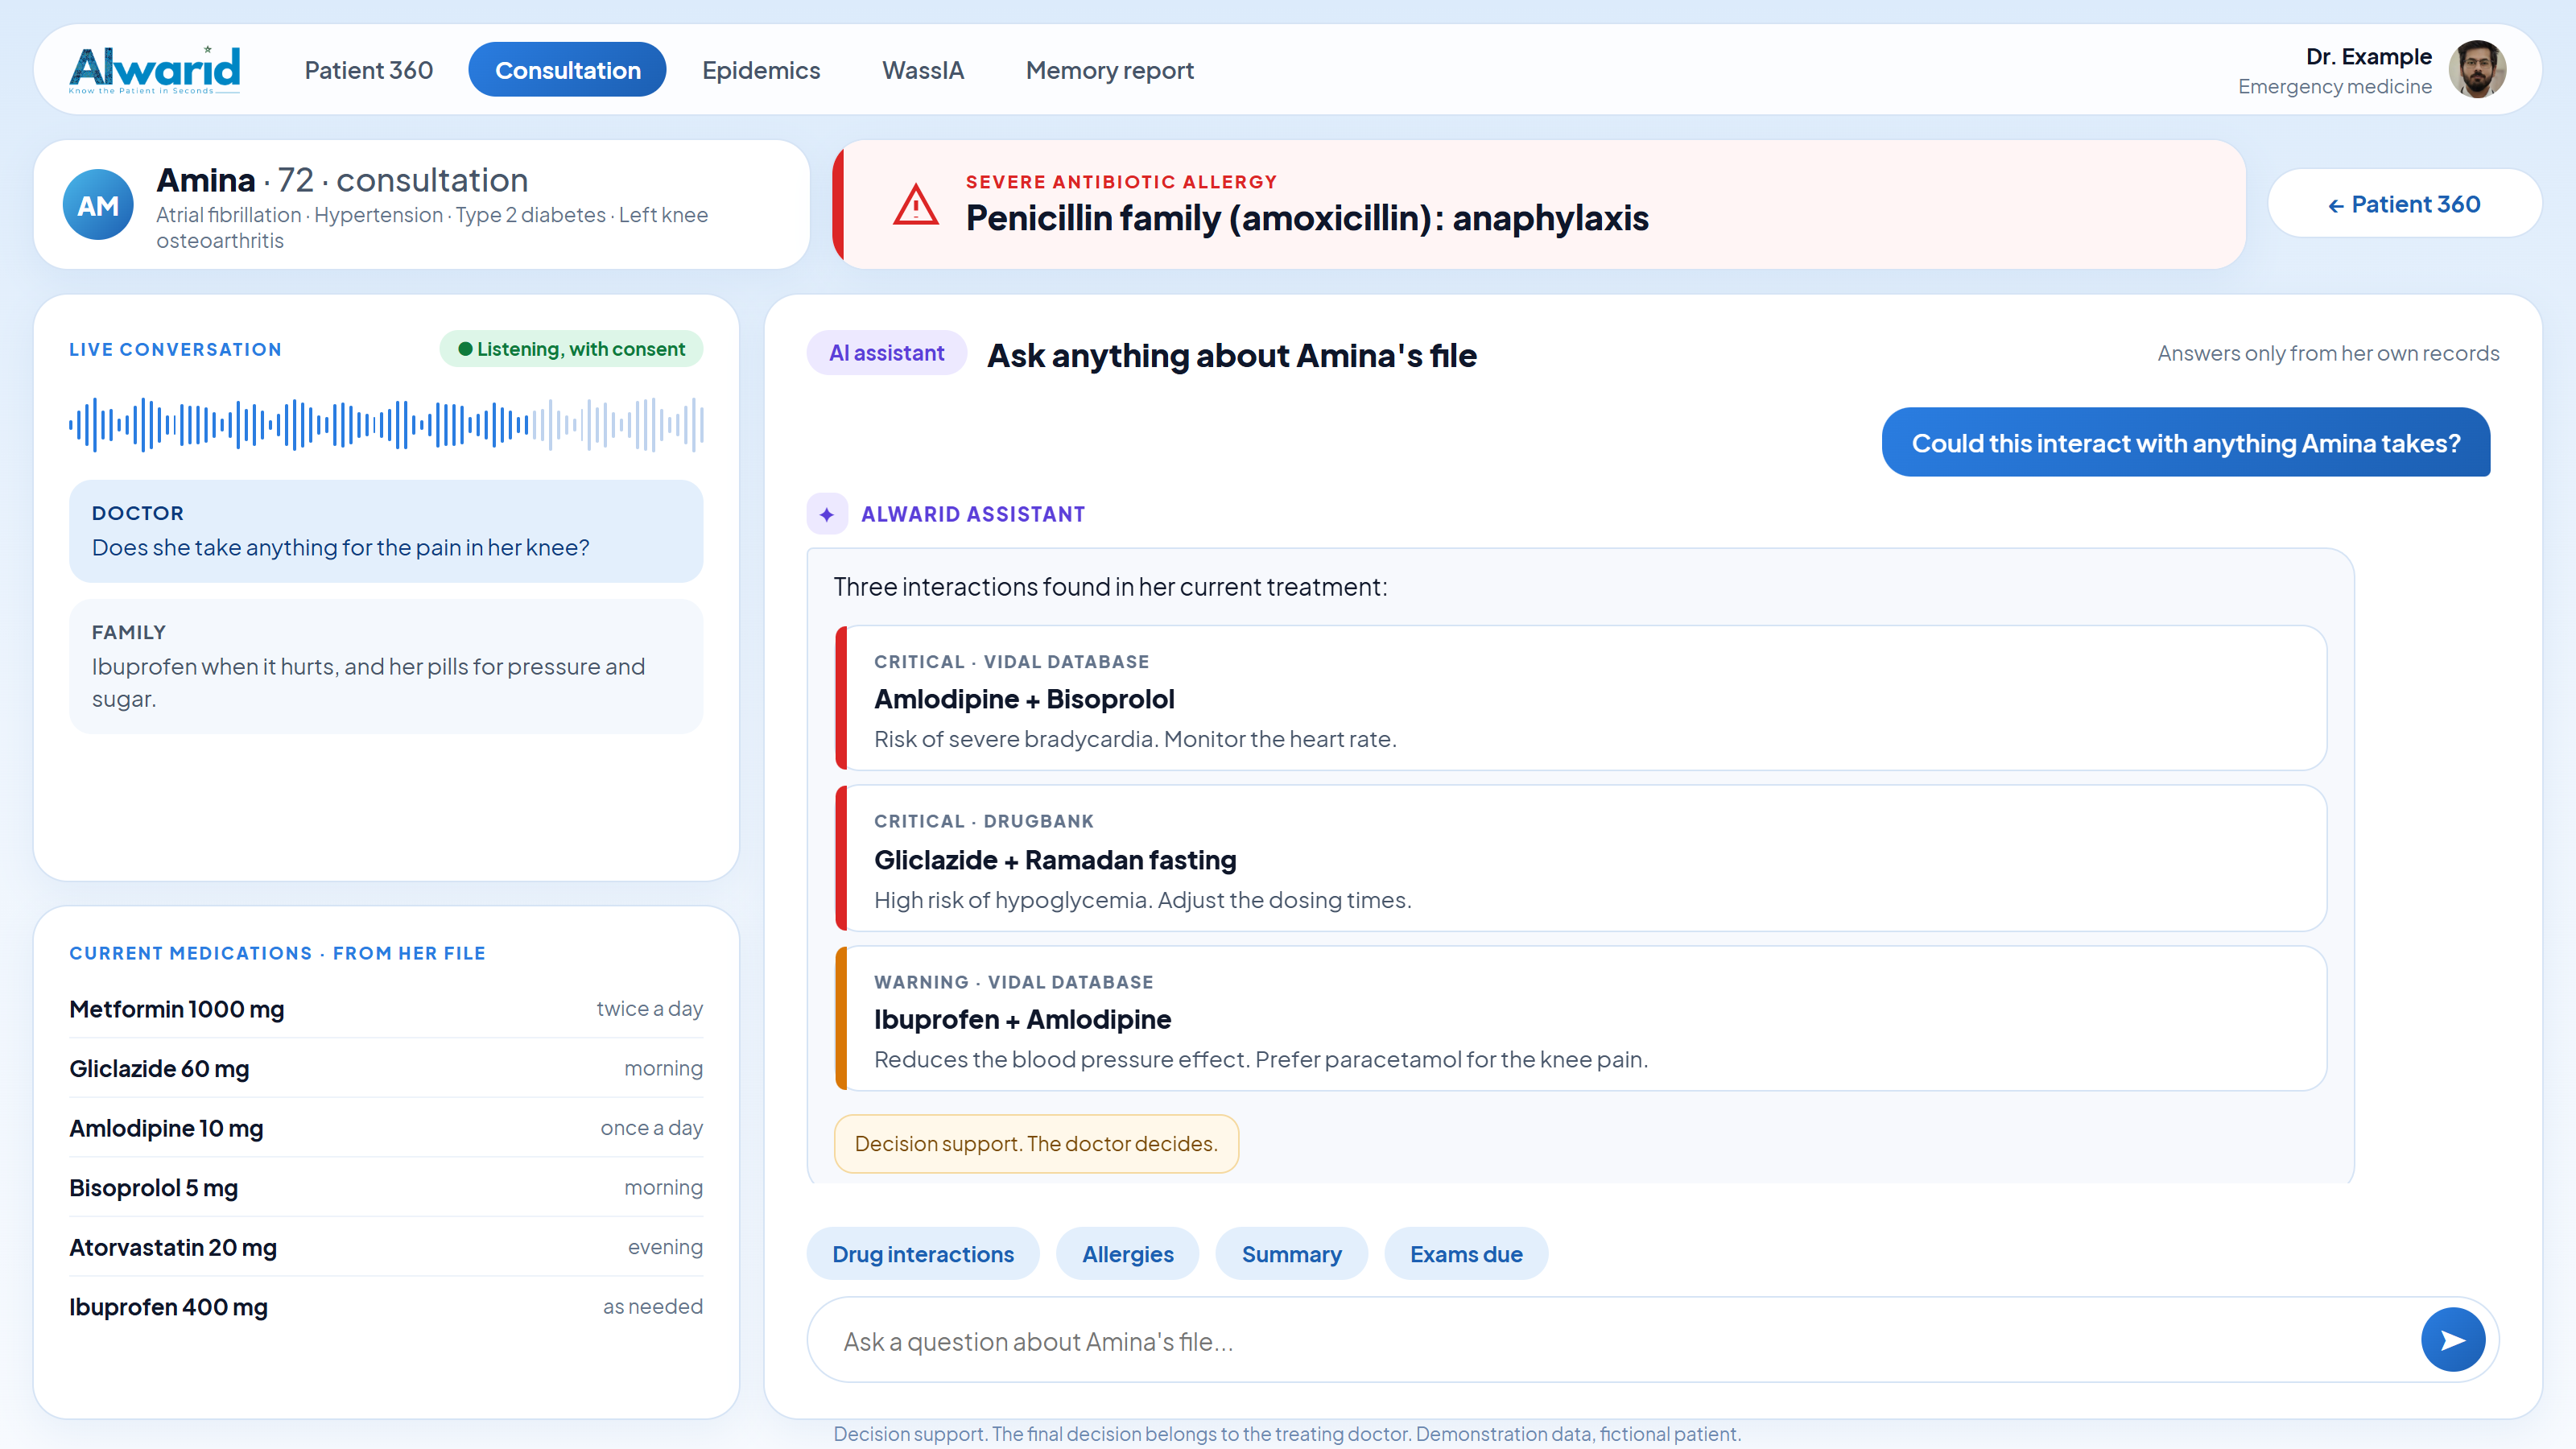 Alwarid
Know the Patient in Seconds
Patient 360
Consultation
Epidemics
WassIA
Memory report
Dr. Example
Emergency medicine
AM
Amina · 72 · consultation
Atrial fibrillation · Hypertension · Type 2 diabetes · Left knee
osteoarthritis
SEVERE ANTIBIOTIC ALLERGY
Penicillin family (amoxicillin): anaphylaxis
← Patient 360
LIVE CONVERSATION
Listening, with consent
DOCTOR
Does she take anything for the pain in her knee?
FAMILY
Ibuprofen when it hurts, and her pills for pressure and
sugar.
CURRENT MEDICATIONS · FROM HER FILE
Metformin 1000 mg twice a day
Gliclazide 60 mg morning
Amlodipine 10 mg once a day
Bisoprolol 5 mg morning
Atorvastatin 20 mg evening
Ibuprofen 400 mg as needed
AI assistant
Ask anything about Amina's file
Answers only from her own records
Could this interact with anything Amina takes?
ALWARID ASSISTANT
Three interactions found in her current treatment:
CRITICAL · VIDAL DATABASE
Amlodipine + Bisoprolol
Risk of severe bradycardia. Monitor the heart rate.
CRITICAL · DRUGBANK
Gliclazide + Ramadan fasting
High risk of hypoglycemia. Adjust the dosing times.
WARNING · VIDAL DATABASE
Ibuprofen + Amlodipine
Reduces the blood pressure effect. Prefer paracetamol for the knee pain.
Decision support. The doctor decides.
Drug interactions
Allergies
Summary
Exams due
Ask a question about Amina's file...
Decision support. The final decision belongs to the treating doctor. Demonstration data, fictional patient.